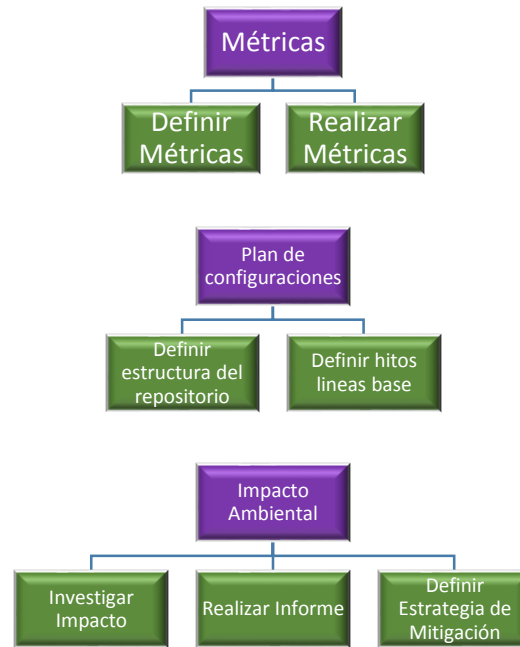 Métricas
Definir
Métricas
Realizar
Métricas
Plan de
configuraciones
Definir
estructura del
repositorio
Definir hitos
lineas base
Impacto
Ambiental
Investigar
Impacto
Realizar Informe
Definir
Estrategia de
Mitigación